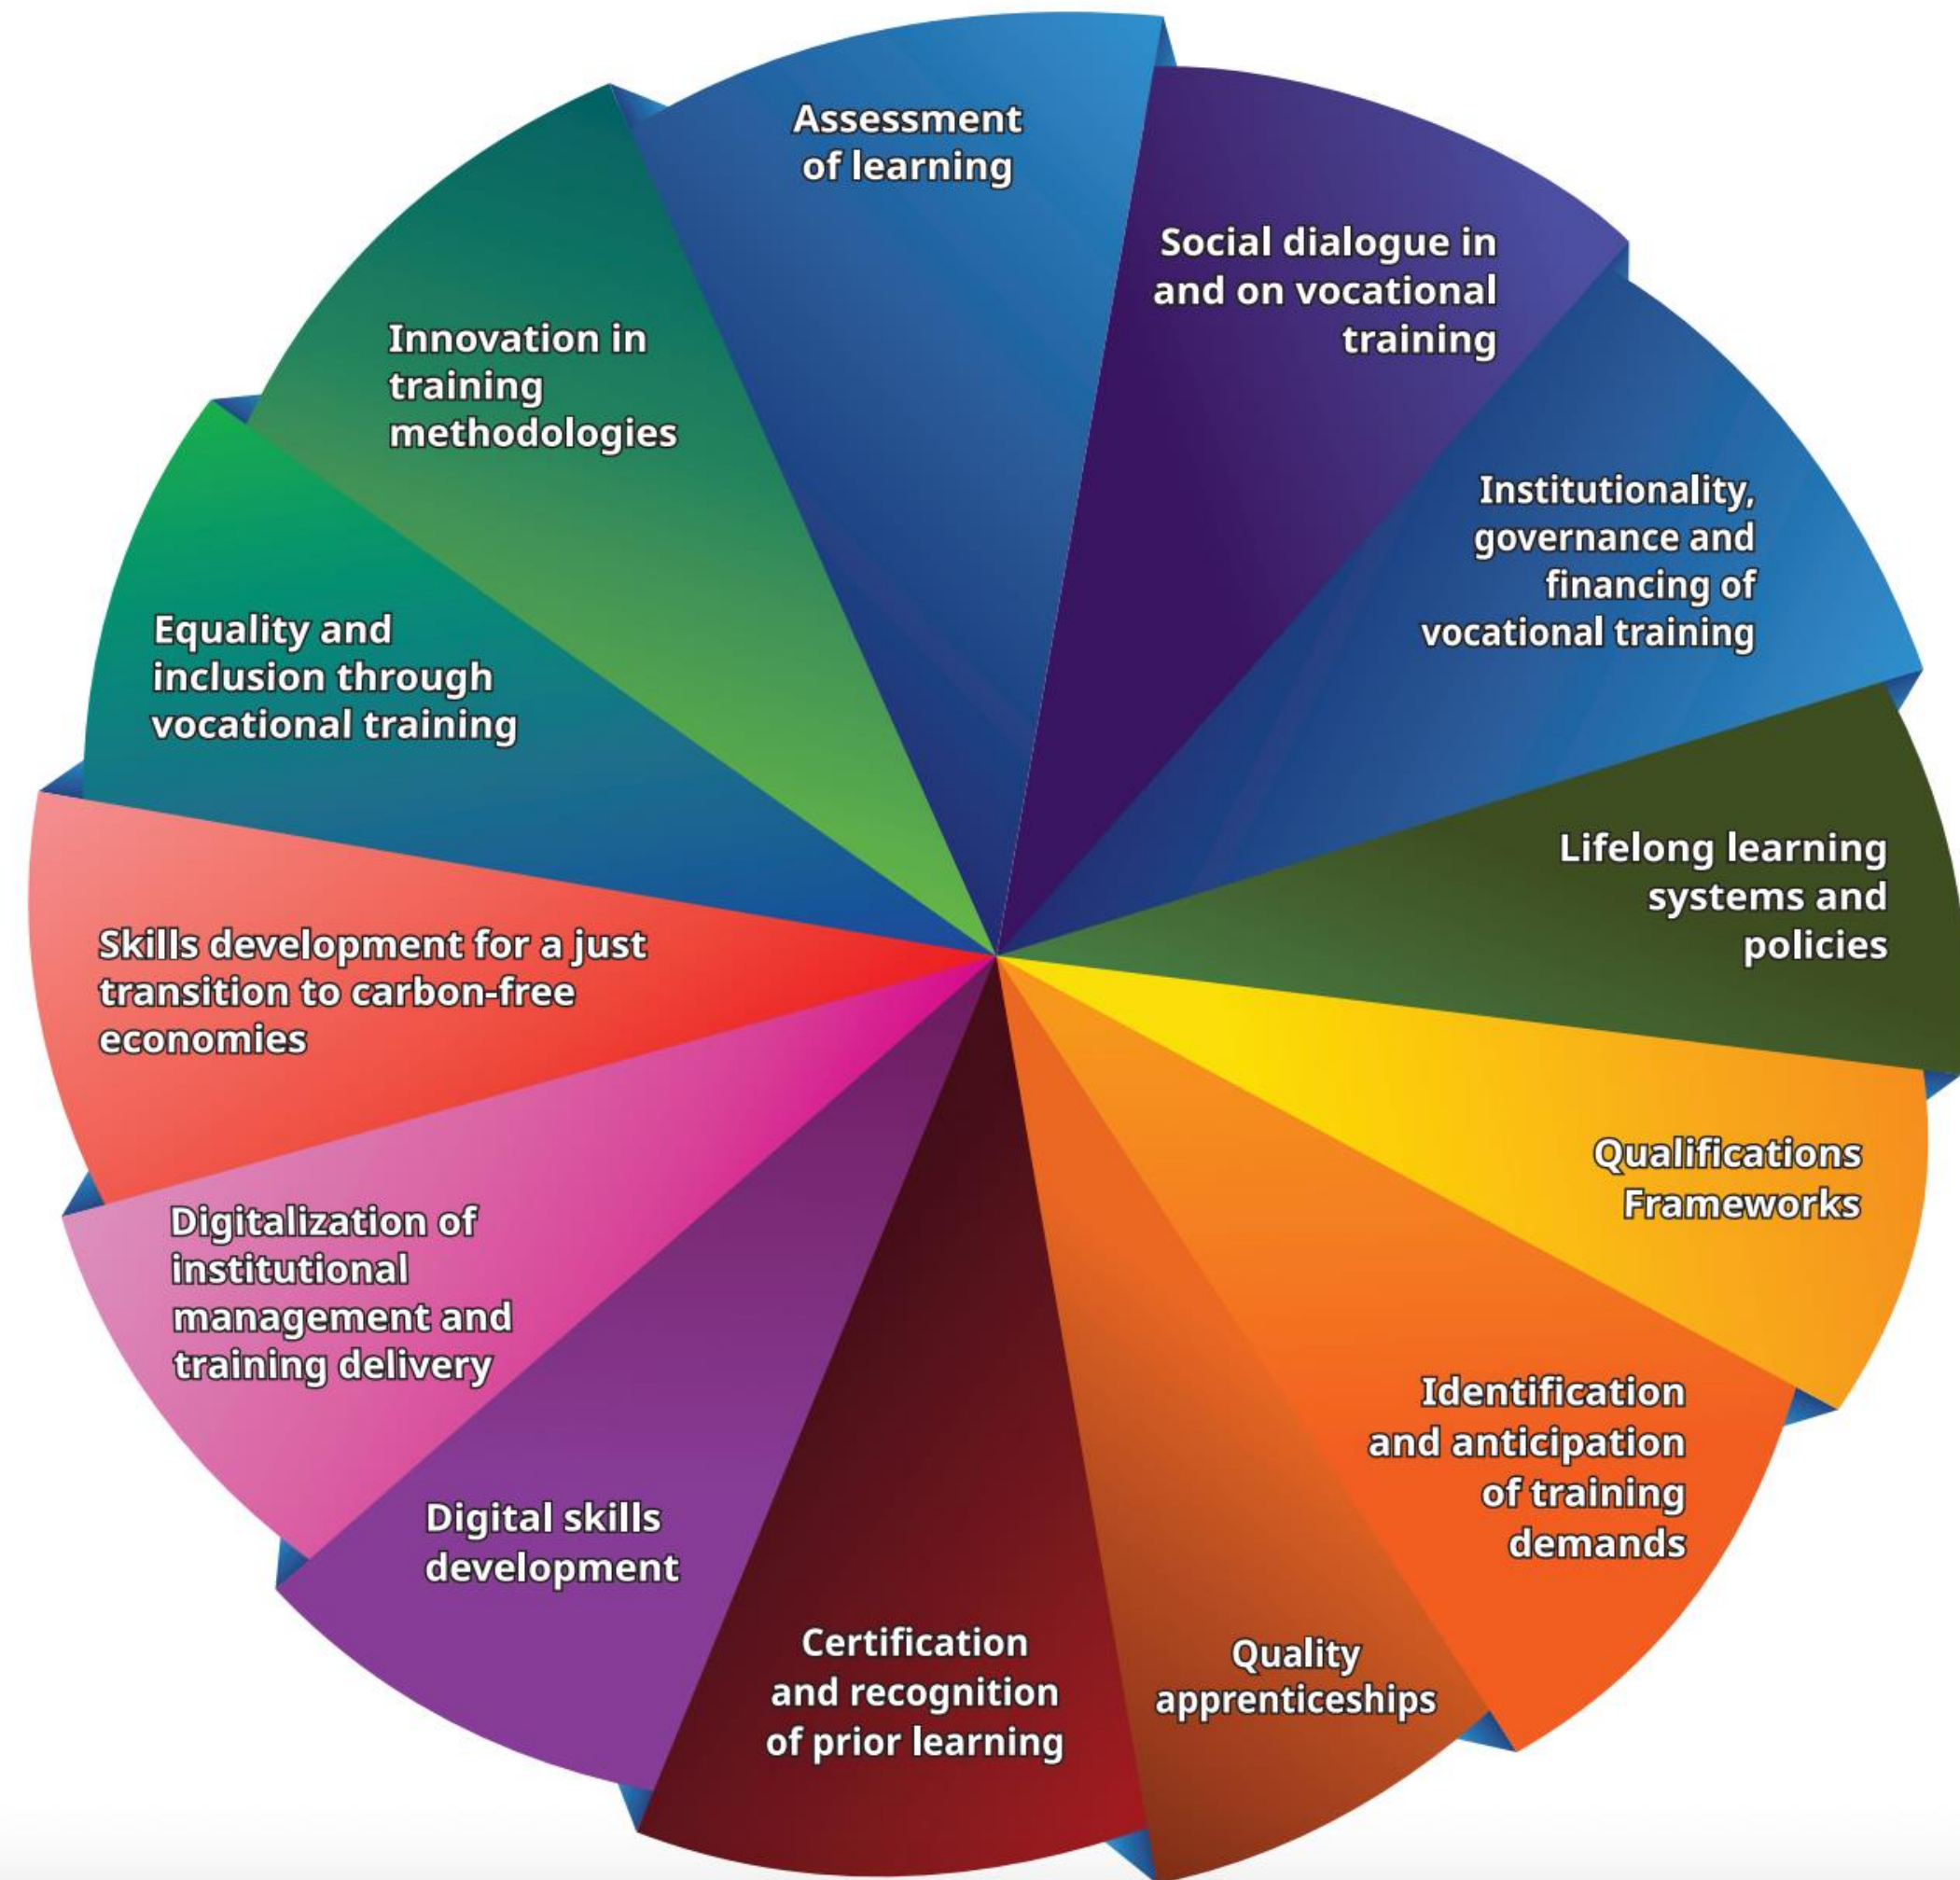 Assessment
of learning
Social dialogue in
and on vocational
training
Institutionality,
governance and
financing of
vocational training
Lifelong learning
systems and
policies
Qualifications
Frameworks
Identification
and anticipation
of training
demands
Quality
apprenticeships
Certification
and recognition
of prior learning
Digital skills
development
Digitalization of
institutional
management and
training delivery
Skills development for a just
transition to carbon-free
economies
Equality and
inclusion through
vocational training
Innovation in
training
methodologies